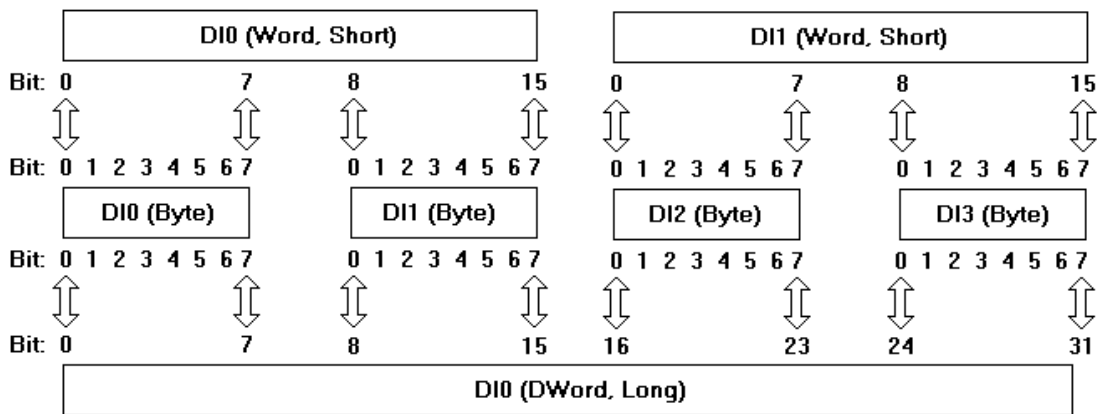 DI0 (Word, Short) DI1 (Word, Short)
Bit: 0 7 8 15 0 7 8 15
Bit: 0 1 2 3 4 5 6 7 0 1 2 3 4 5 6 7 0 1 2 3 4 5 6 7 0 1 2 3 4 5 6 7
DI0 (Byte) DI1 (Byte) DI2 (Byte) DI3 (Byte)
Bit: 0 1 2 3 4 5 6 7 0 1 2 3 4 5 6 7 0 1 2 3 4 5 6 7 0 1 2 3 4 5 6 7
Bit: 0 7 8 15 16 23 24 31
DI0 (DWord, Long)